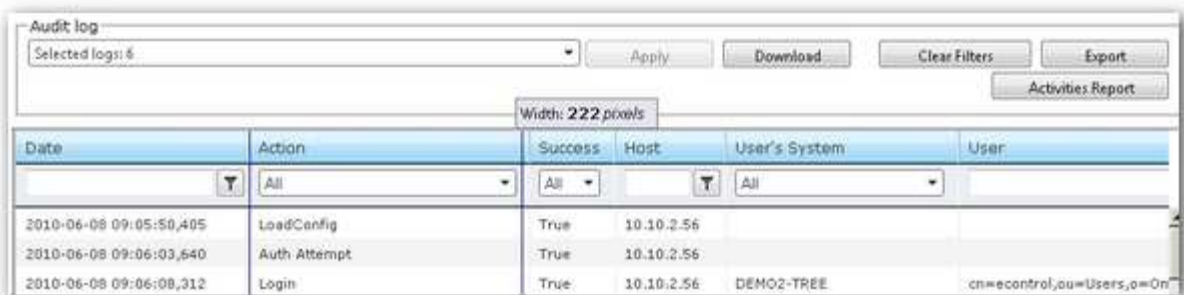 Audit log
Selected logs: 6
Apply
Download
Clear Filters
Export
Activities Report
Width: 222 pixels
Date Action Success Host User's System User
All All All
2010-06-08 09:05:50,405 LoadConfig True 10.10.2.56
2010-06-08 09:06:03,640 Auth Attempt True 10.10.2.56
2010-06-08 09:06:08,312 Login True 10.10.2.56 DEMO2-TREE cn=econtrol,ou=Users,o=On